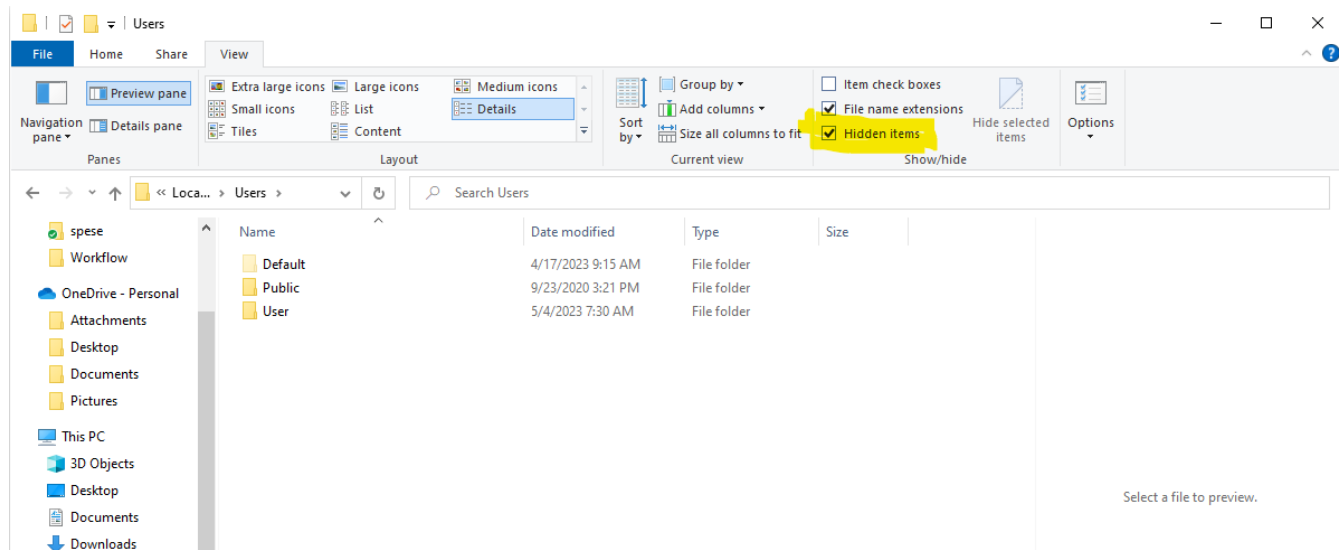 Users
File Home Share View
Preview pane
Details pane
Navigation pane
Panes
Extra large icons Large icons Medium icons
Small icons List Details
Tiles Content
Layout
Sort by
Group by
Add columns
Size all columns to fit
Current view
Item check boxes
File name extensions
Hidden items
Hide selected items
Show/hide
Options
« Loca... › Users ›
Search Users
spese
Workflow
OneDrive - Personal
Attachments
Desktop
Documents
Pictures
This PC
3D Objects
Desktop
Documents
Downloads
Name Date modified Type Size
Default 4/17/2023 9:15 AM File folder
Public 9/23/2020 3:21 PM File folder
User 5/4/2023 7:30 AM File folder
Select a file to preview.